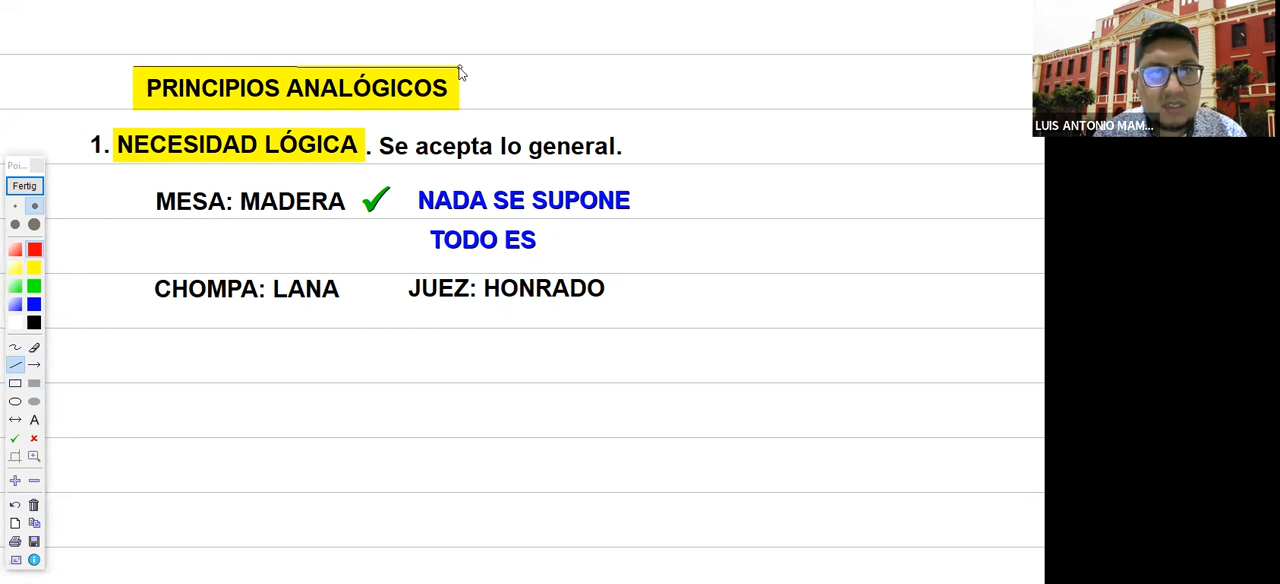 PRINCIPIOS ANALÓGICOS
1. NECESIDAD LÓGICA. Se acepta lo general.
MESA: MADERA ✓ NADA SE SUPONE
TODO ES
CHOMPA: LANA JUEZ: HONRADO
LUIS ANTONIO MAM...
Poi...
Fertig
A